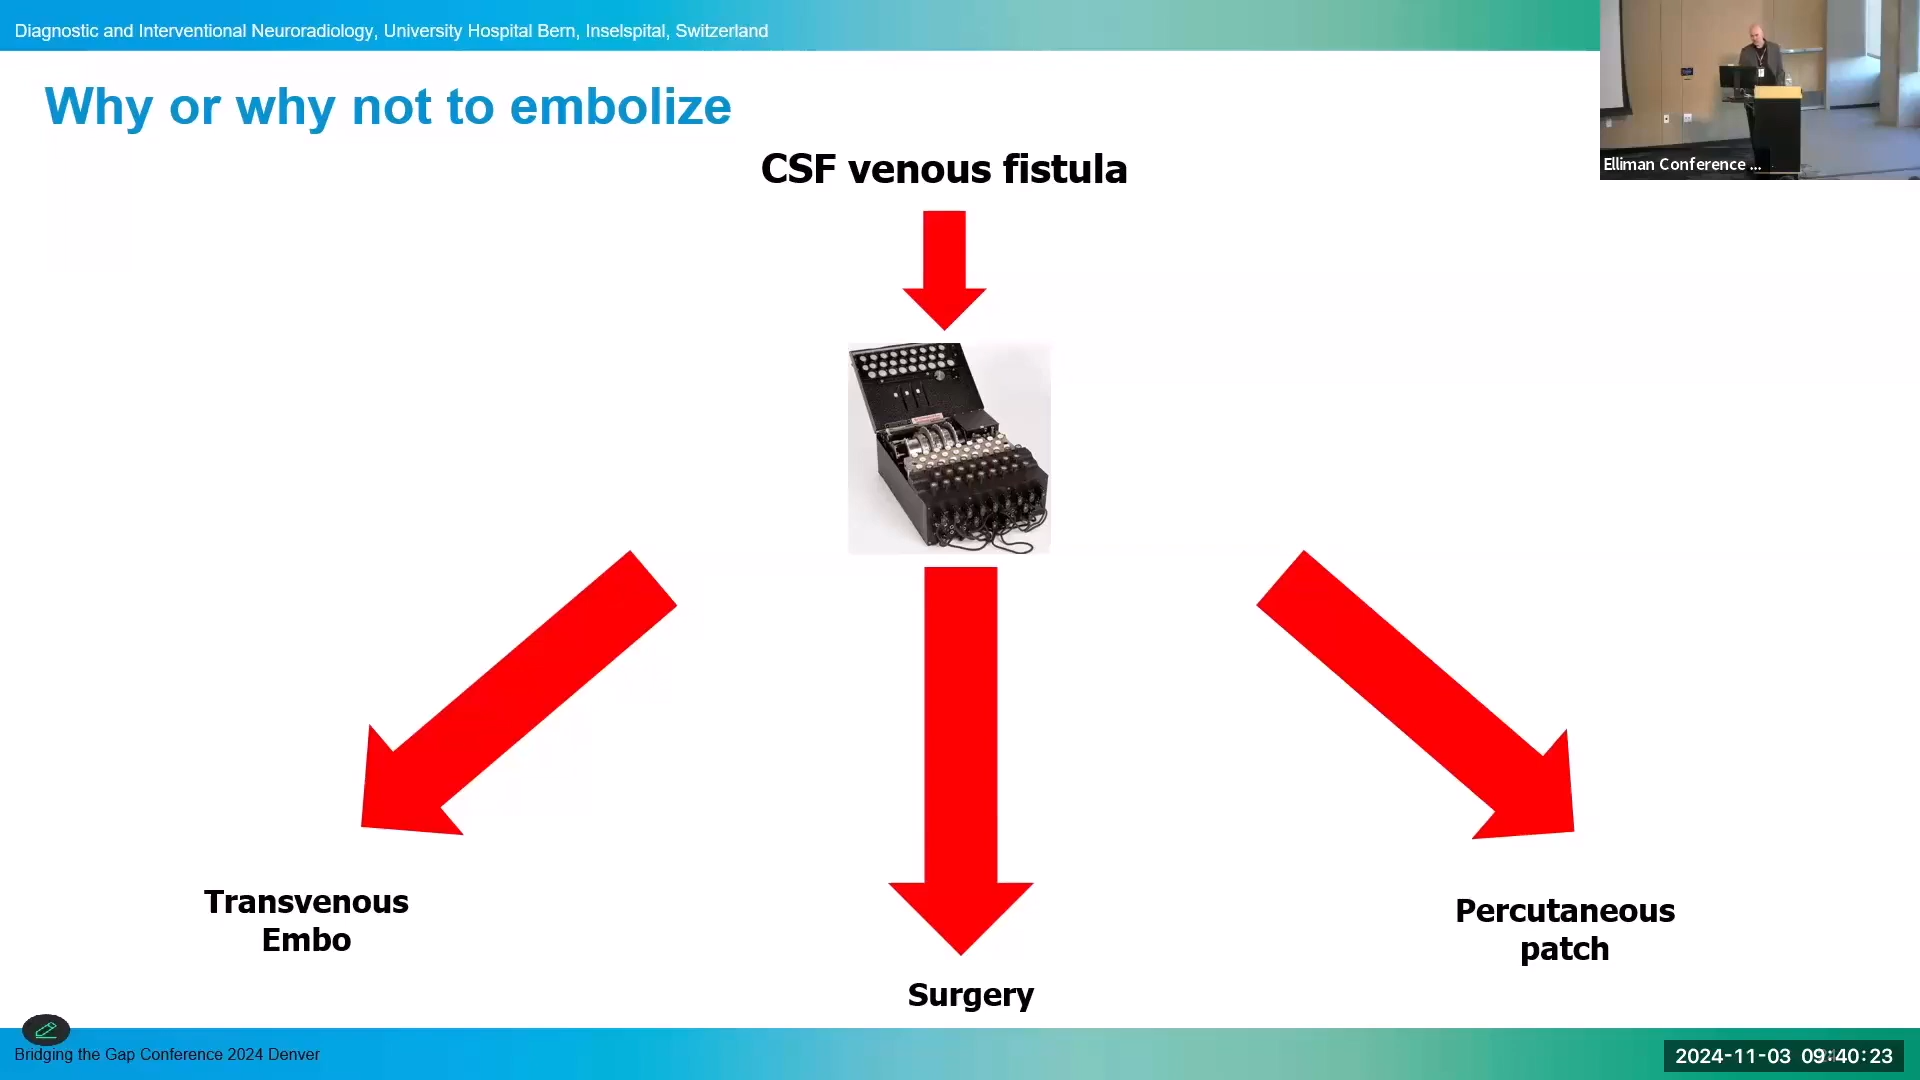 Diagnostic and Interventional Neuroradiology, University Hospital Bern, Inselspital, Switzerland
Why or why not to embolize
CSF venous fistula
Elliman Conference ...
Transvenous
Embo
Surgery
Percutaneous
patch
Bridging the Gap Conference 2024 Denver
2024-11-03 09:40:23